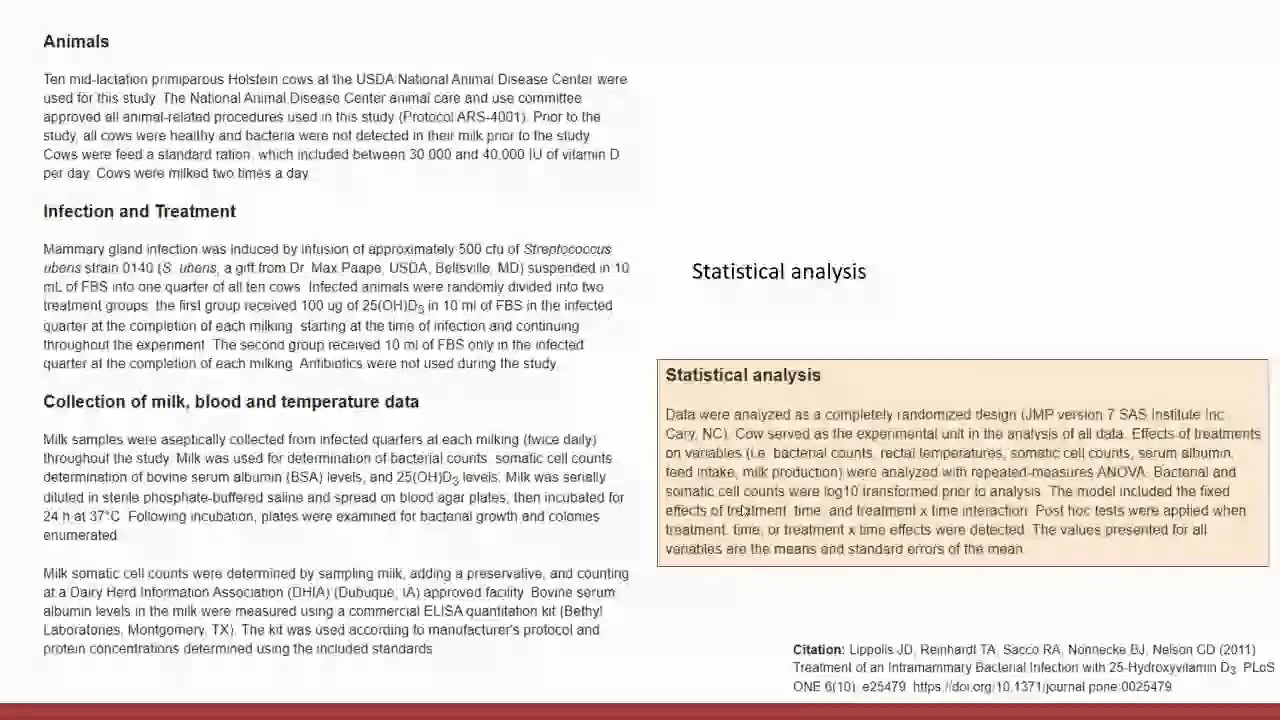 Animals
Ten mid-lactation primiparous Holstein cows at the USDA National Animal Disease Center were
used for this study. The National Animal Disease Center animal care and use committee
approved all animal-related procedures used in this study (Protocol ARS-4001). Prior to the
study, all cows were healthy and bacteria were not detected in their milk prior to the study.
Cows were feed a standard ration, which included between 30,000 and 40,000 IU of vitamin D
per day. Cows were milked two times a day.
Infection and Treatment
Mammary gland infection was induced by infusion of approximately 500 cfu of Streptococcus
uberis strain 0140 (S. uberis, a gift from Dr. Max Paape, USDA, Beltsville, MD) suspended in 10
mL of FBS into one quarter of all ten cows. Infected animals were randomly divided into two
treatment groups: the first group received 100 ug of 25(OH)D3 in 10 ml of FBS in the infected
quarter at the completion of each milking, starting at the time of infection and continuing
throughout the experiment. The second group received 10 ml of FBS only in the infected
quarter at the completion of each milking. Antibiotics were not used during the study.
Collection of milk, blood and temperature data
Milk samples were aseptically collected from infected quarters at each milking (twice daily)
throughout the study. Milk was used for determination of bacterial counts, somatic cell counts,
determination of bovine serum albumin (BSA) levels, and 25(OH)D3 levels. Milk was serially
diluted in sterile phosphate-buffered saline and spread on blood agar plates, then incubated for
24 h at 37°C. Following incubation, plates were examined for bacterial growth and colonies
enumerated.
Milk somatic cell counts were determined by sampling milk, adding a preservative, and counting
at a Dairy Herd Information Association (DHIA) (Dubuque, IA) approved facility. Bovine serum
albumin levels in the milk were measured using a commercial ELISA quantitation kit (Bethyl
Laboratories, Montgomery, TX). The kit was used according to manufacturer's protocol and
protein concentrations determined using the included standards.
Statistical analysis
Statistical analysis
Data were analyzed as a completely randomized design (JMP version 7 SAS Institute Inc.,
Cary, NC). Cow served as the experimental unit in the analysis of all data. Effects of treatments
on variables (i.e. bacterial counts, rectal temperatures, somatic cell counts, serum albumin,
feed intake, milk production) were analyzed with repeated-measures ANOVA. Bacterial and
somatic cell counts were log10 transformed prior to analysis. The model included the fixed
effects of treatment, time, and treatment x time interaction. Post hoc tests were applied when
treatment, time, or treatment x time effects were detected. The values presented for all
variables are the means and standard errors of the mean.
Citation: Lippolis JD, Reinhardt TA, Sacco RA, Nonnecke BJ, Nelson CD (2011)
Treatment of an Intramammary Bacterial Infection with 25-Hydroxyvitamin D3. PLoS
ONE 6(10): e25479. https://doi.org/10.1371/journal.pone.0025479